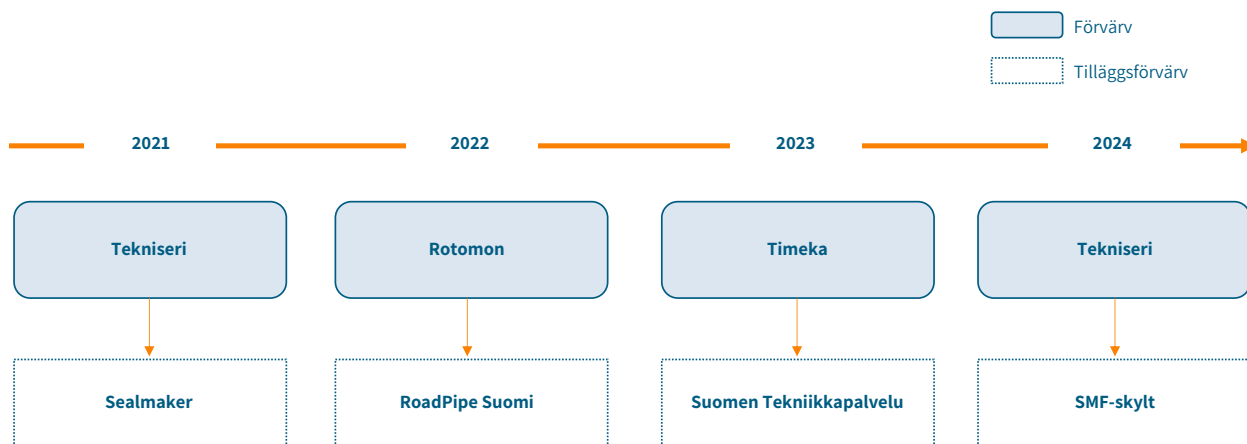 Förvärv
Tilläggsförvärv
2021 2022 2023 2024
Tekniseri Rotomon Timeka Tekniseri
Sealmaker RoadPipe Suomi Suomen Tekniikkapalvelu SMF-skylt